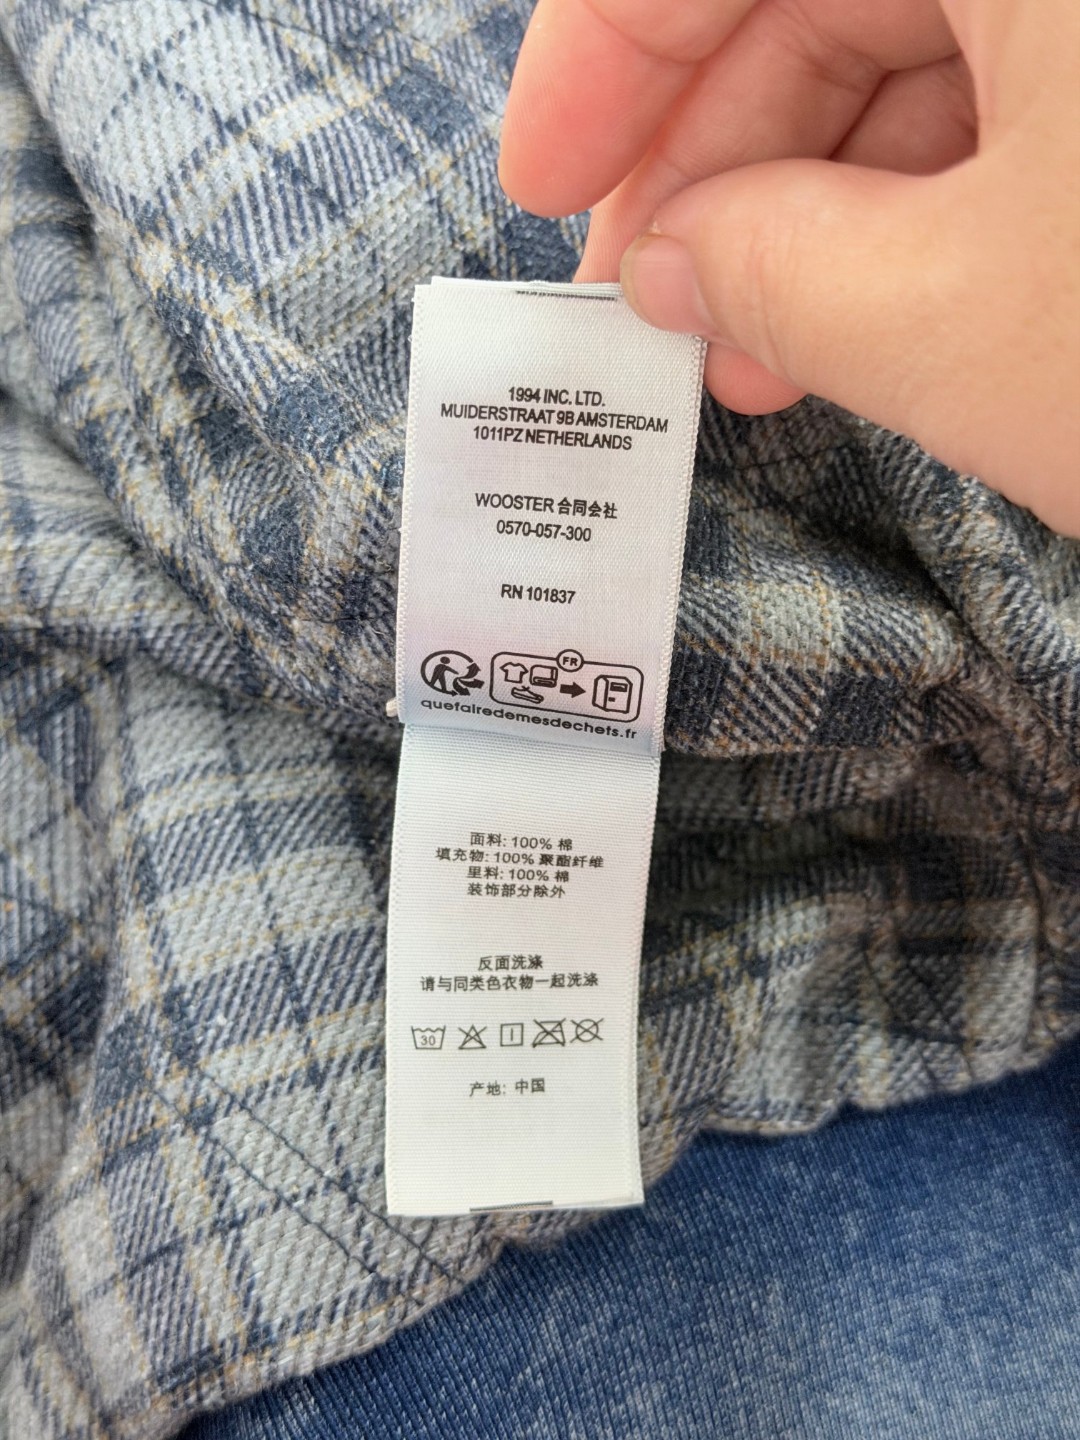 1994 INC. LTD.
MUIDERSTRAAT 9B AMSTERDAM
1011PZ NETHERLANDS
WOOSTER 合同会社
0570-057-300
RN 101837
FR
quefairedemesdechets.fr
面料: 100% 棉
填充物: 100% 聚酯纤维
里料: 100% 棉
装饰部分除外
反面洗涤
请与同类色衣物一起洗涤
30
产地: 中国